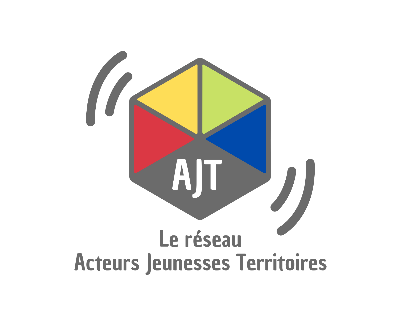 AJT
Le réseau
Acteurs Jeunesses Territoires